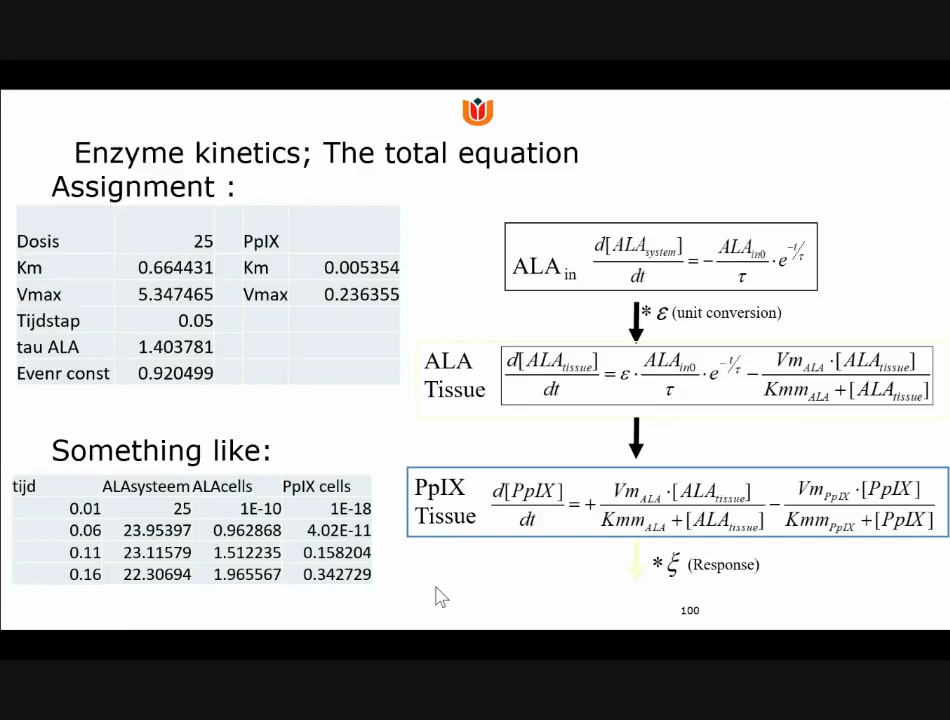 Enzyme kinetics; The total equation
Assignment :
Dosis 25 PpIX
Km 0.664431 Km 0.005354
Vmax 5.347465 Vmax 0.236355
Tijdstap 0.05
tau ALA 1.403781
Evenr const 0.920499
Something like:
tijd ALAsysteem ALAcells PpIX cells
0.01 25 1E-10 1E-18
0.06 23.95397 0.962868 4.02E-11
0.11 23.11579 1.512235 0.158204
0.16 22.30694 1.965567 0.342729
ALA in d[ALA_system]/dt = − ALA_in0/τ · e^(−t/τ)
* ε (unit conversion)
ALA Tissue d[ALA_tissue]/dt = ε · ALA_in0/τ · e^(−t/τ) − Vm_ALA · [ALA_tissue]/(Kmm_ALA + [ALA_tissue])
PpIX Tissue d[PpIX]/dt = + Vm_ALA · [ALA_tissue]/(Kmm_ALA + [ALA_tissue]) − Vm_PpIX · [PpIX]/(Kmm_PpIX + [PpIX])
* ξ (Response)
100